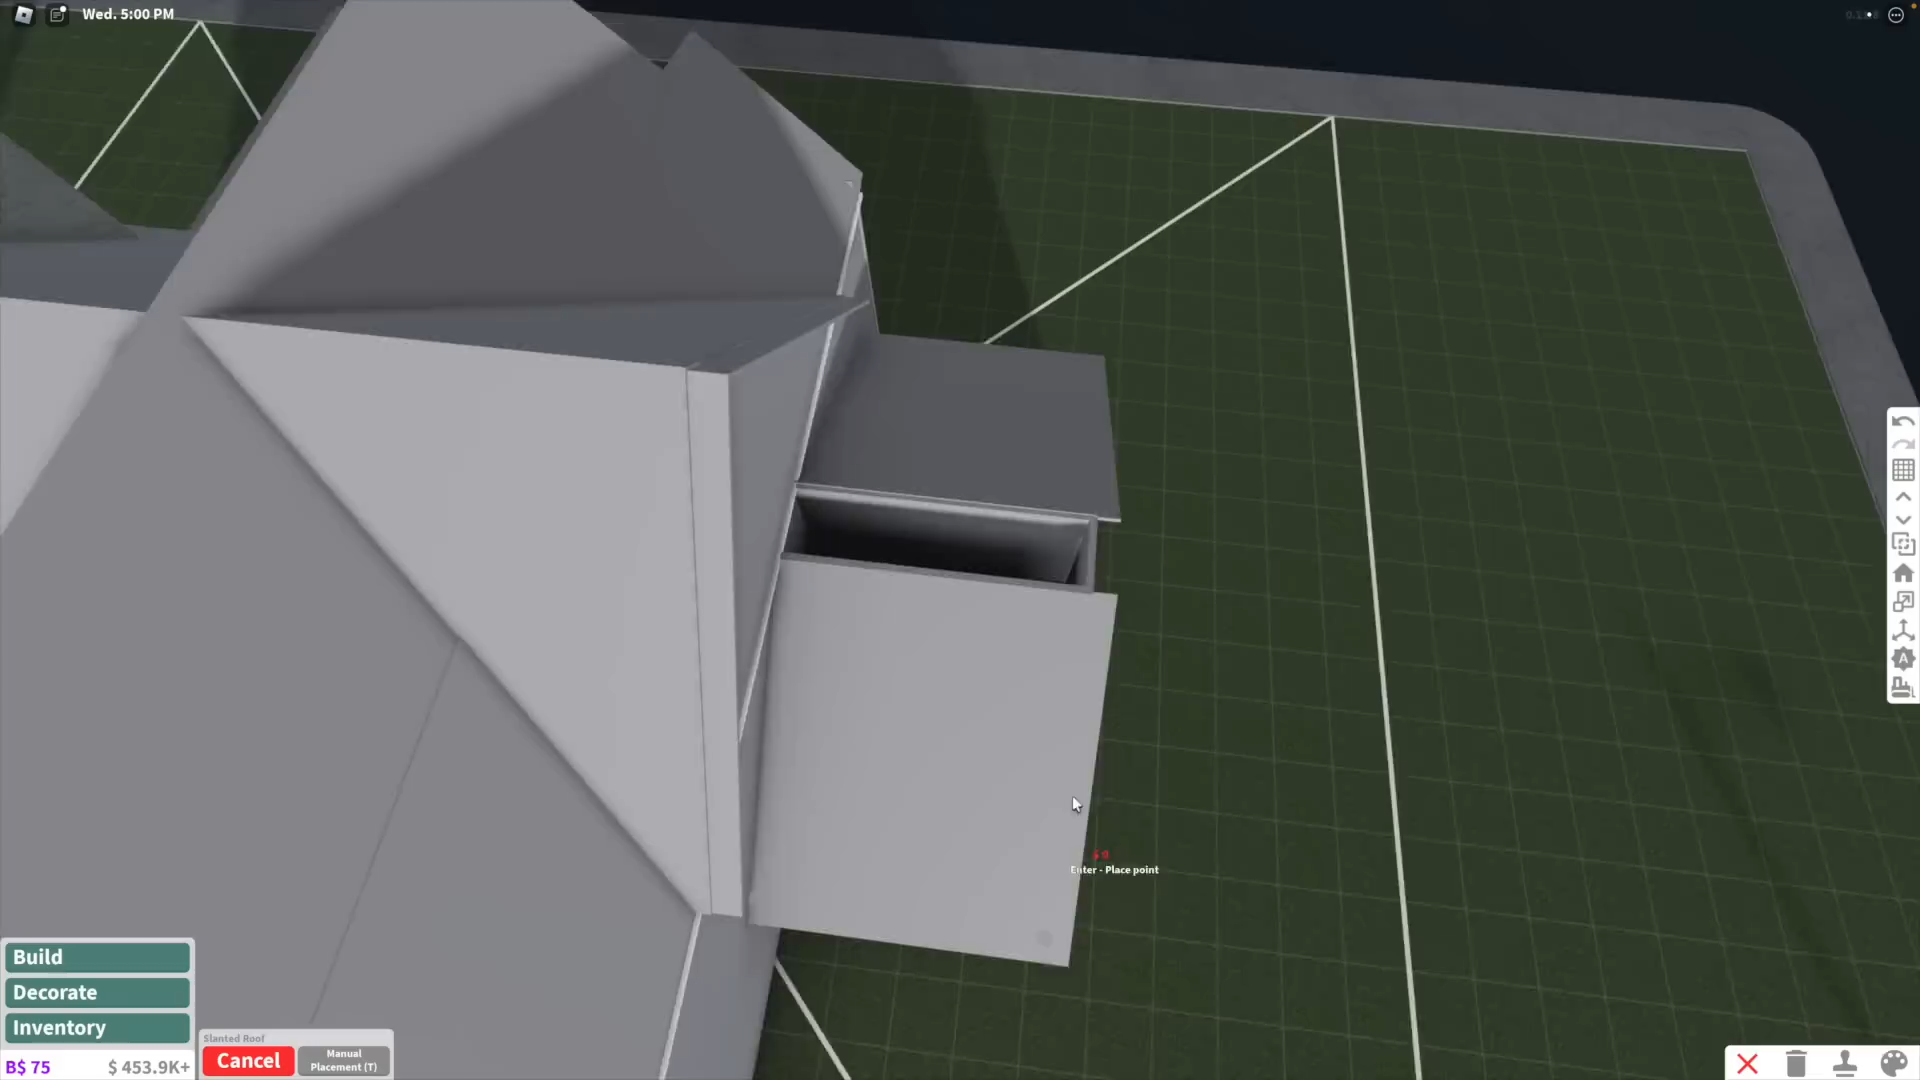 Wed. 5:00 PM
Enter - Place point
Build
Decorate
Inventory
B$ 75
$ 453.9K+
Slanted Roof
Cancel
Manual
Placement (T)
A